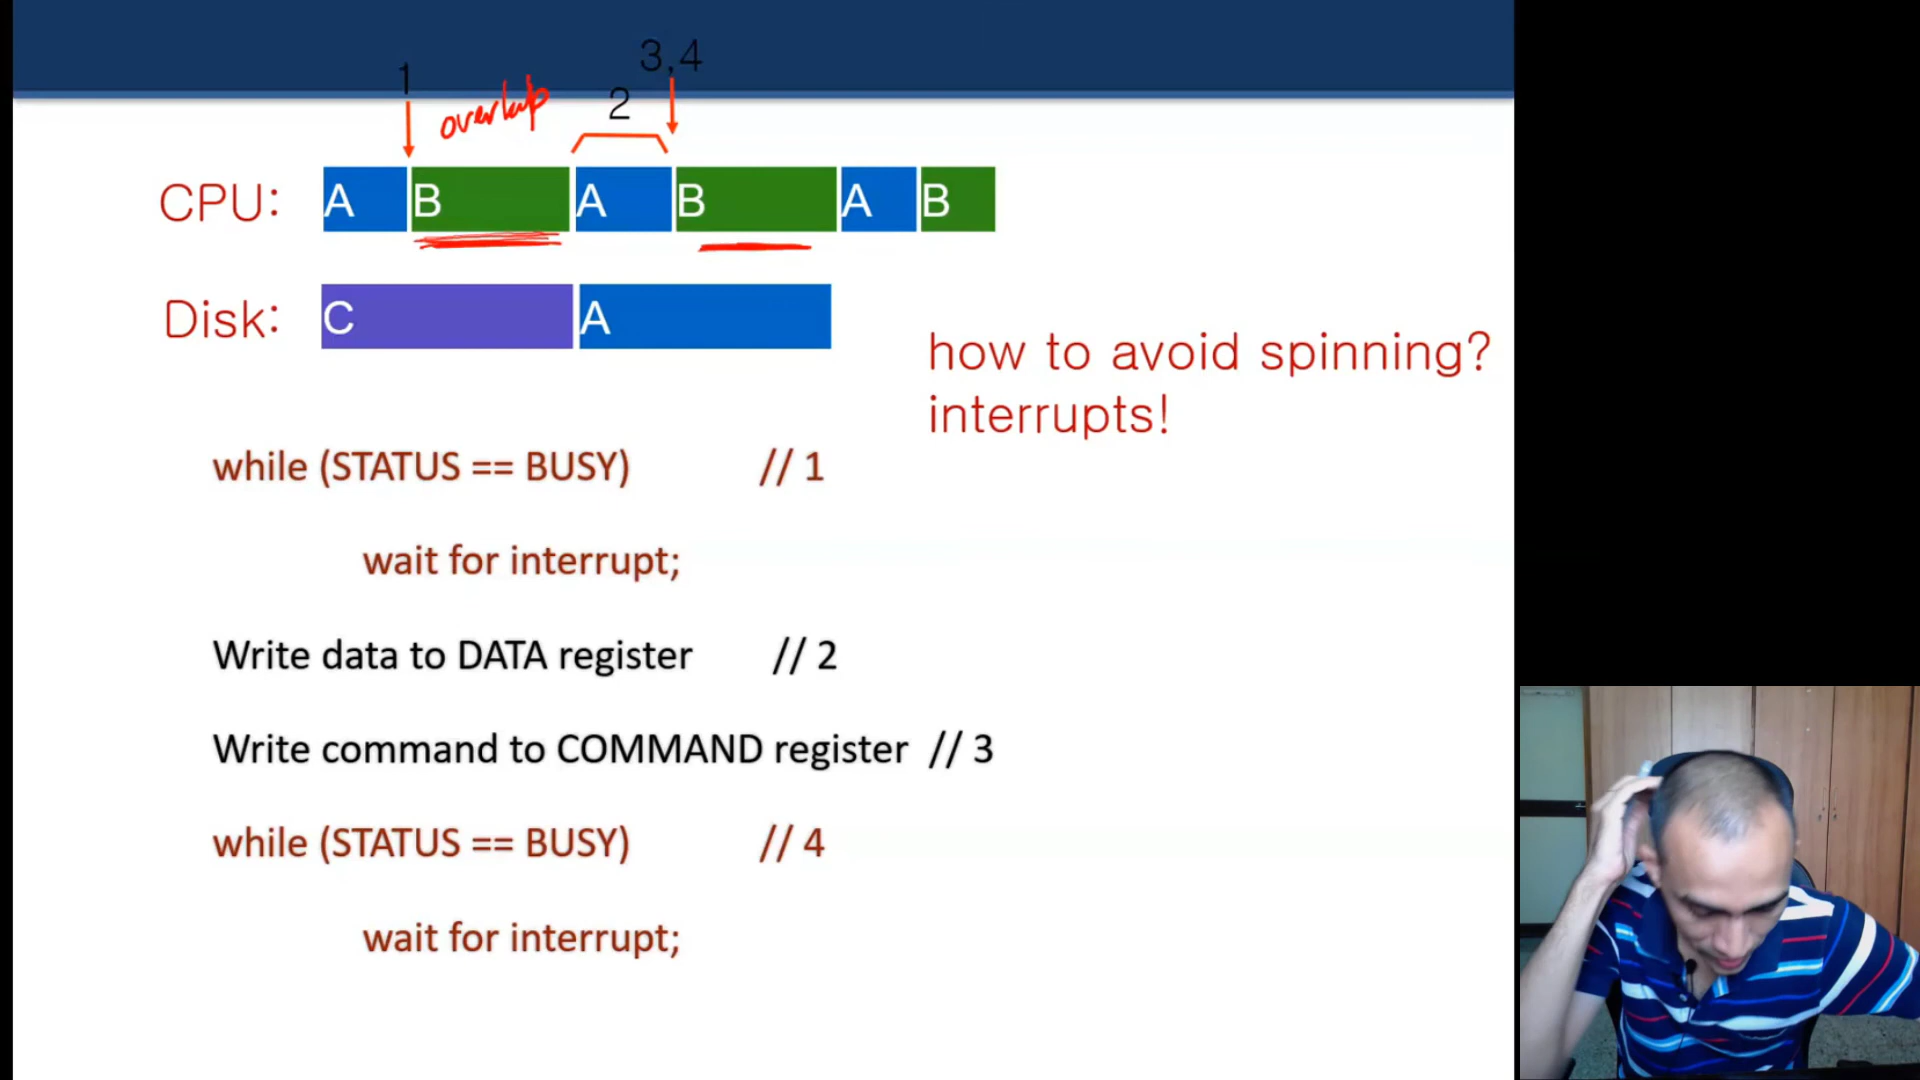 1
overlap
2
3,4
CPU: A B A B A B
Disk: C A
how to avoid spinning?
interrupts!
while (STATUS == BUSY) // 1
wait for interrupt;
Write data to DATA register // 2
Write command to COMMAND register // 3
while (STATUS == BUSY) // 4
wait for interrupt;